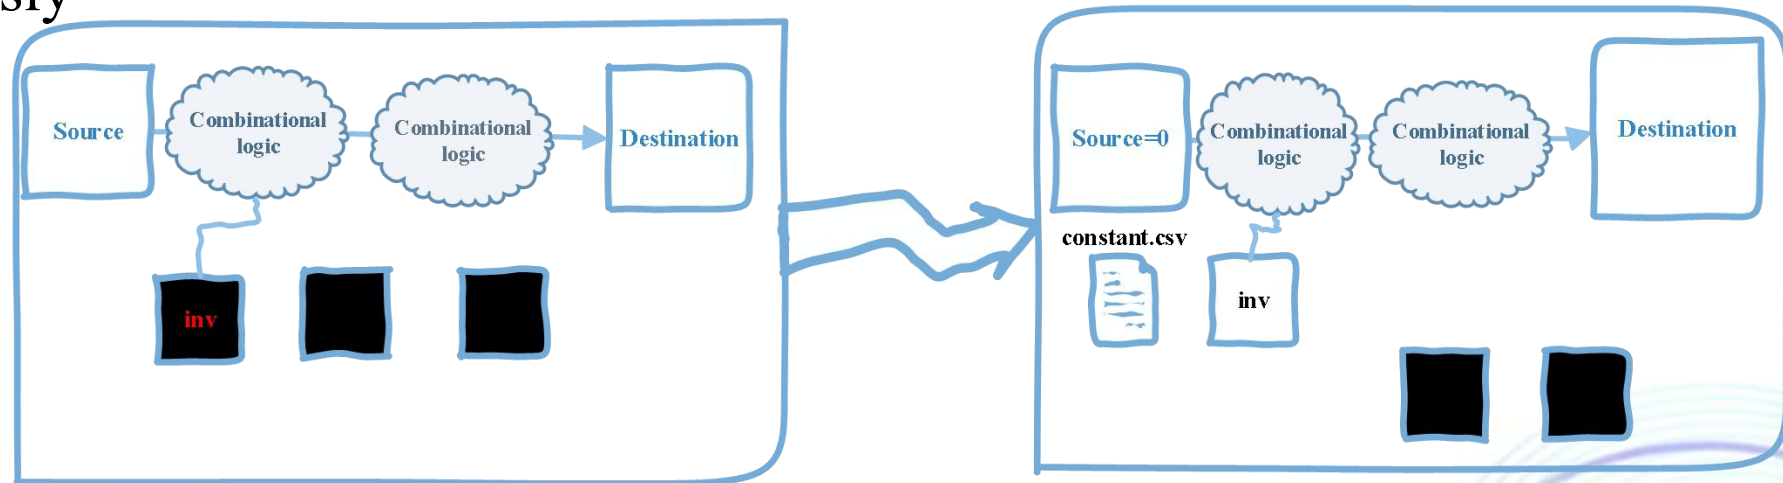 Source
Combinational
logic
Combinational
logic
Destination
inv
Source=0
Combinational
logic
Combinational
logic
Destination
constant.csv
inv